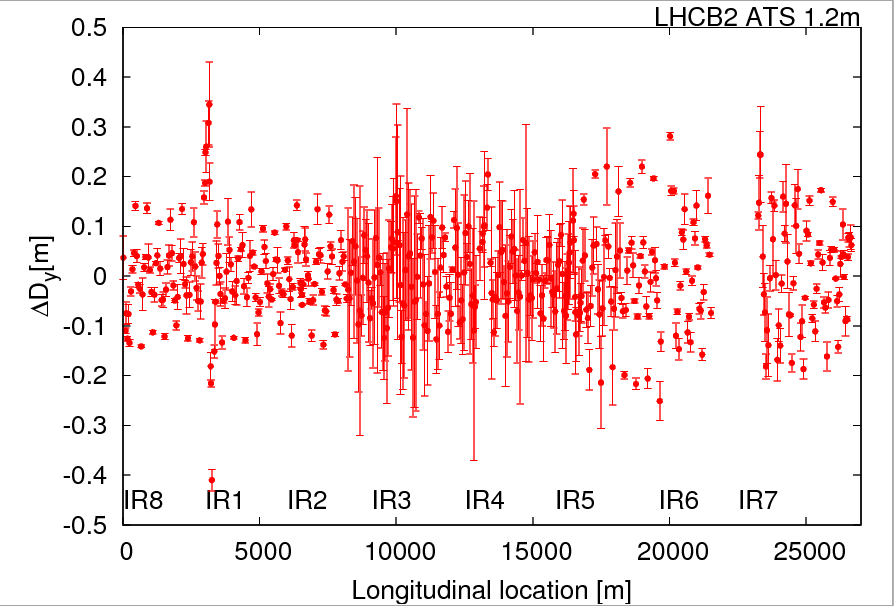 LHCB2 ATS 1.2m
0.5
0.4
0.3
0.2
0.1
0
-0.1
-0.2
-0.3
-0.4
-0.5
ΔDy[m]
IR8 IR1 IR2 IR3 IR4 IR5 IR6 IR7
0 5000 10000 15000 20000 25000
Longitudinal location [m]